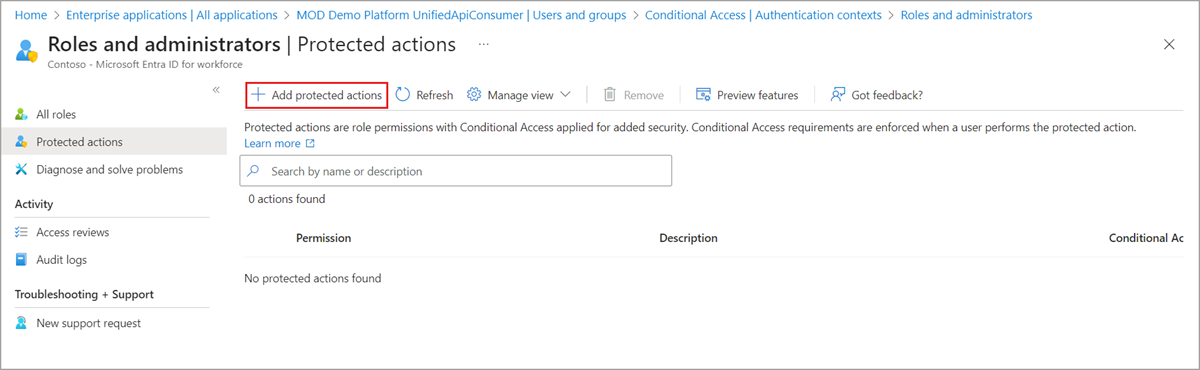 Home > Enterprise applications | All applications > MOD Demo Platform UnifiedApiConsumer | Users and groups > Conditional Access | Authentication contexts > Roles and administrators
Roles and administrators | Protected actions ...
Contoso - Microsoft Entra ID for workforce
All roles
Protected actions
Diagnose and solve problems
Activity
Access reviews
Audit logs
Troubleshooting + Support
New support request
Add protected actions Refresh Manage view Remove Preview features Got feedback?
Protected actions are role permissions with Conditional Access applied for added security. Conditional Access requirements are enforced when a user performs the protected action.
Learn more
Search by name or description
0 actions found
Permission Description Conditional Ac
No protected actions found